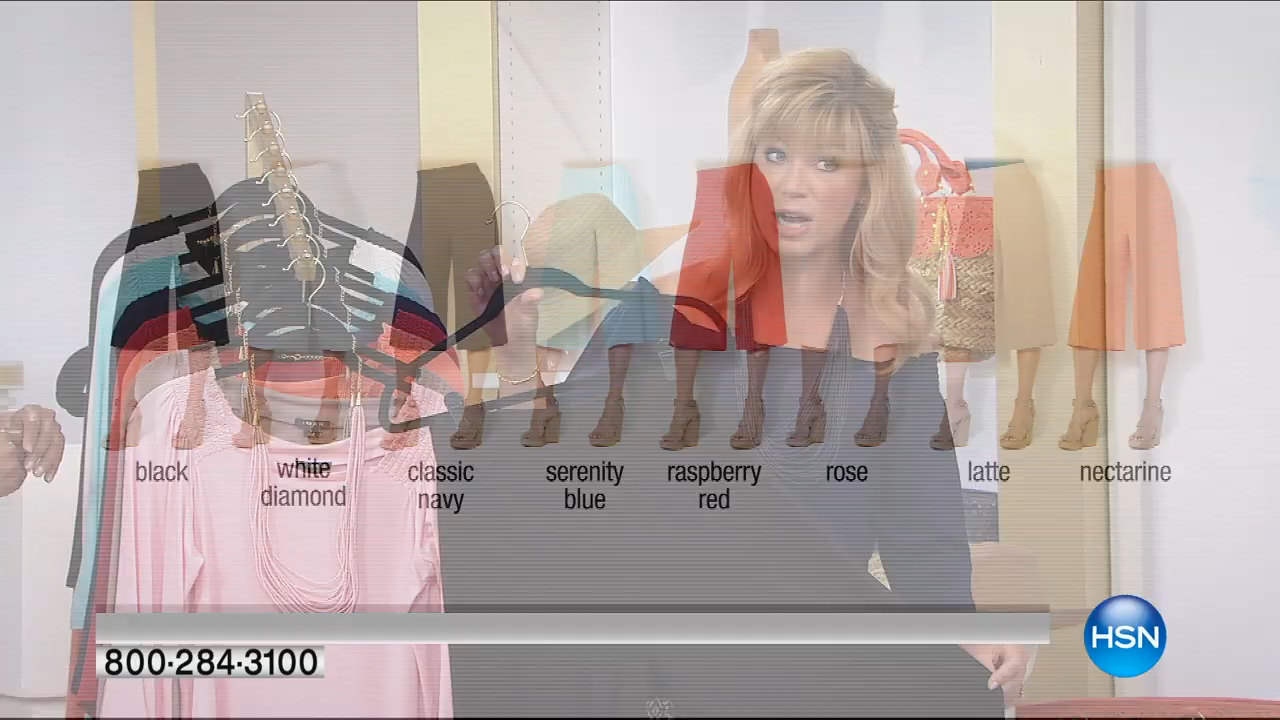 black
white
diamond
classic
navy
serenity
blue
raspberry
red
rose
latte
nectarine
HSN
800·284·3100